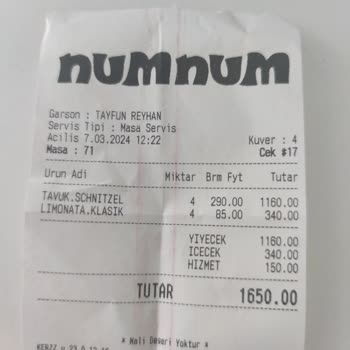 numnum
Garson : TAYFUN REYHAN
Servis Tipi : Masa Servis
Acilis 7.03.2024 12:22 Kuver : 4
Masa : 71 Cek #17
Urun Adi Miktar Brm Fyt Tutar
TAVUK.SCHNITZEL 4 290.00 1160.00
LIMONATA.KLASIK 4 85.00 340.00
YIYECEK 1160.00
ICECEK 340.00
HIZMET 150.00
TUTAR 1650.00
* Mali Degeri Yoktur *